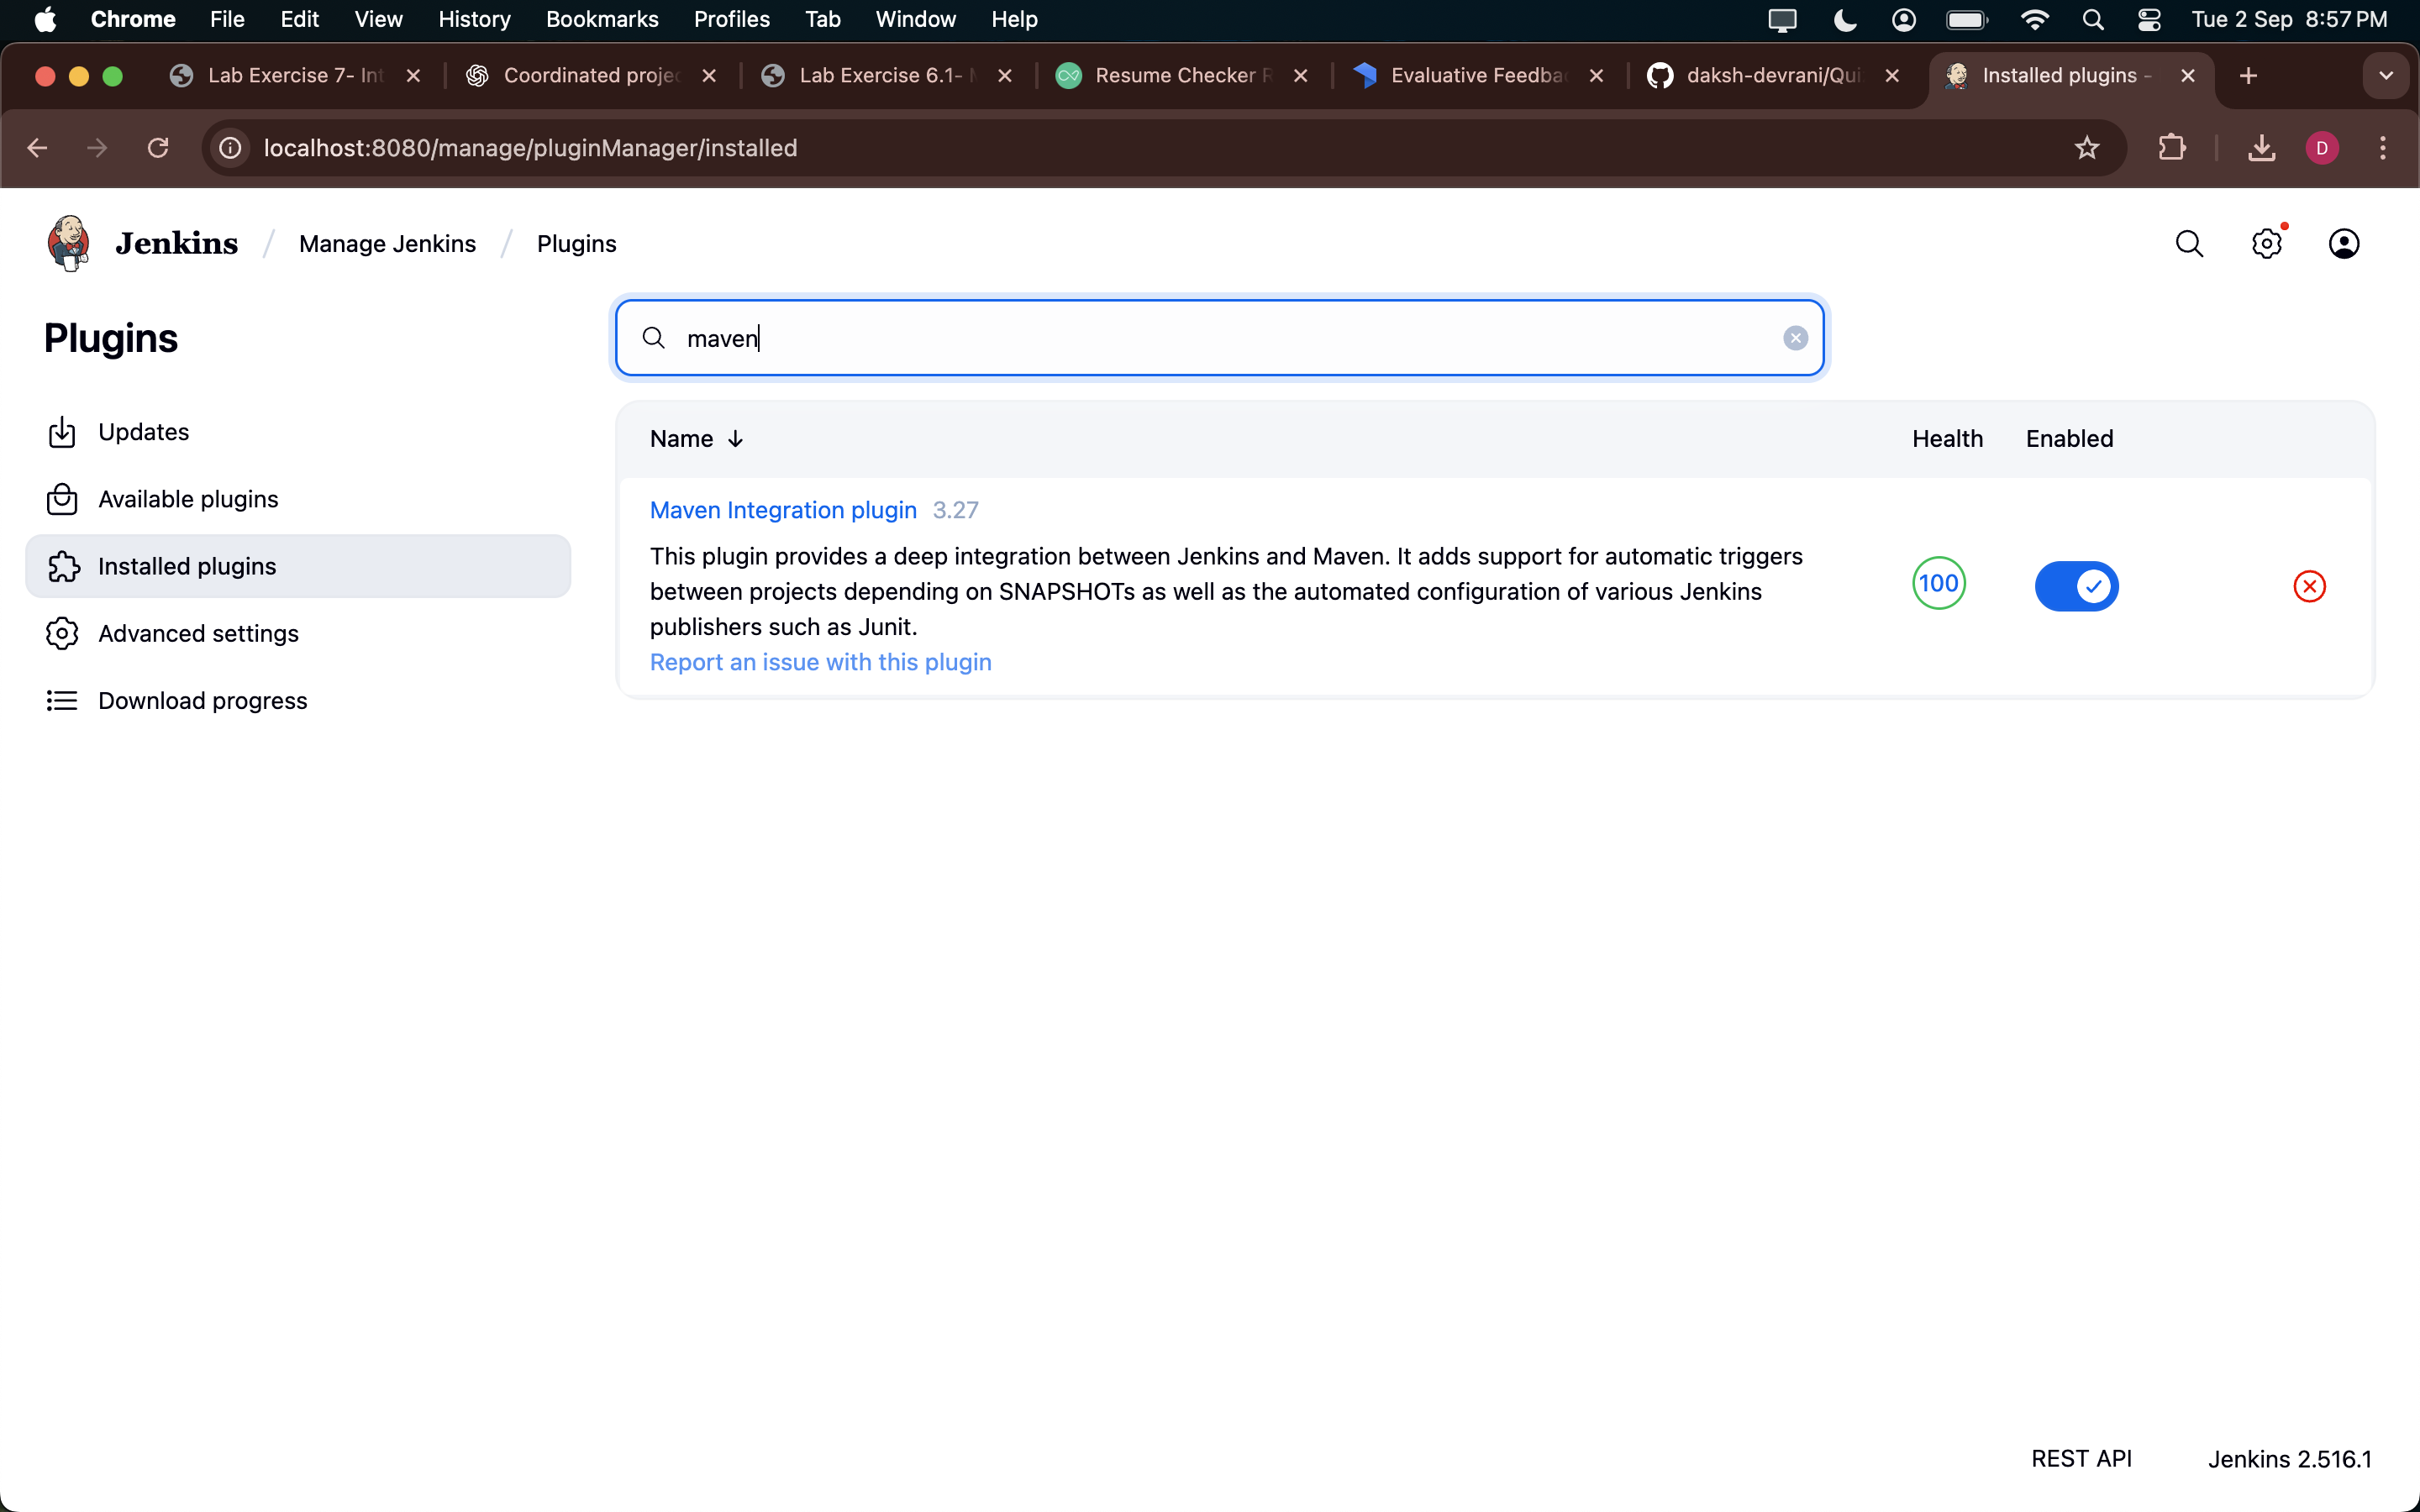 Chrome File Edit View History Bookmarks Profiles Tab Window Help Tue 2 Sep 8:57 PM
Lab Exercise 7- Int Coordinated proje Lab Exercise 6.1- Resume Checker Evaluative Feedba daksh-devrani/Qui Installed plugins -
localhost:8080/manage/pluginManager/installed D
Jenkins / Manage Jenkins / Plugins
Plugins
maven
Updates
Available plugins
Installed plugins
Advanced settings
Download progress
Name Health Enabled
Maven Integration plugin 3.27
This plugin provides a deep integration between Jenkins and Maven. It adds support for automatic triggers
between projects depending on SNAPSHOTs as well as the automated configuration of various Jenkins
publishers such as Junit.
Report an issue with this plugin
100
REST API Jenkins 2.516.1